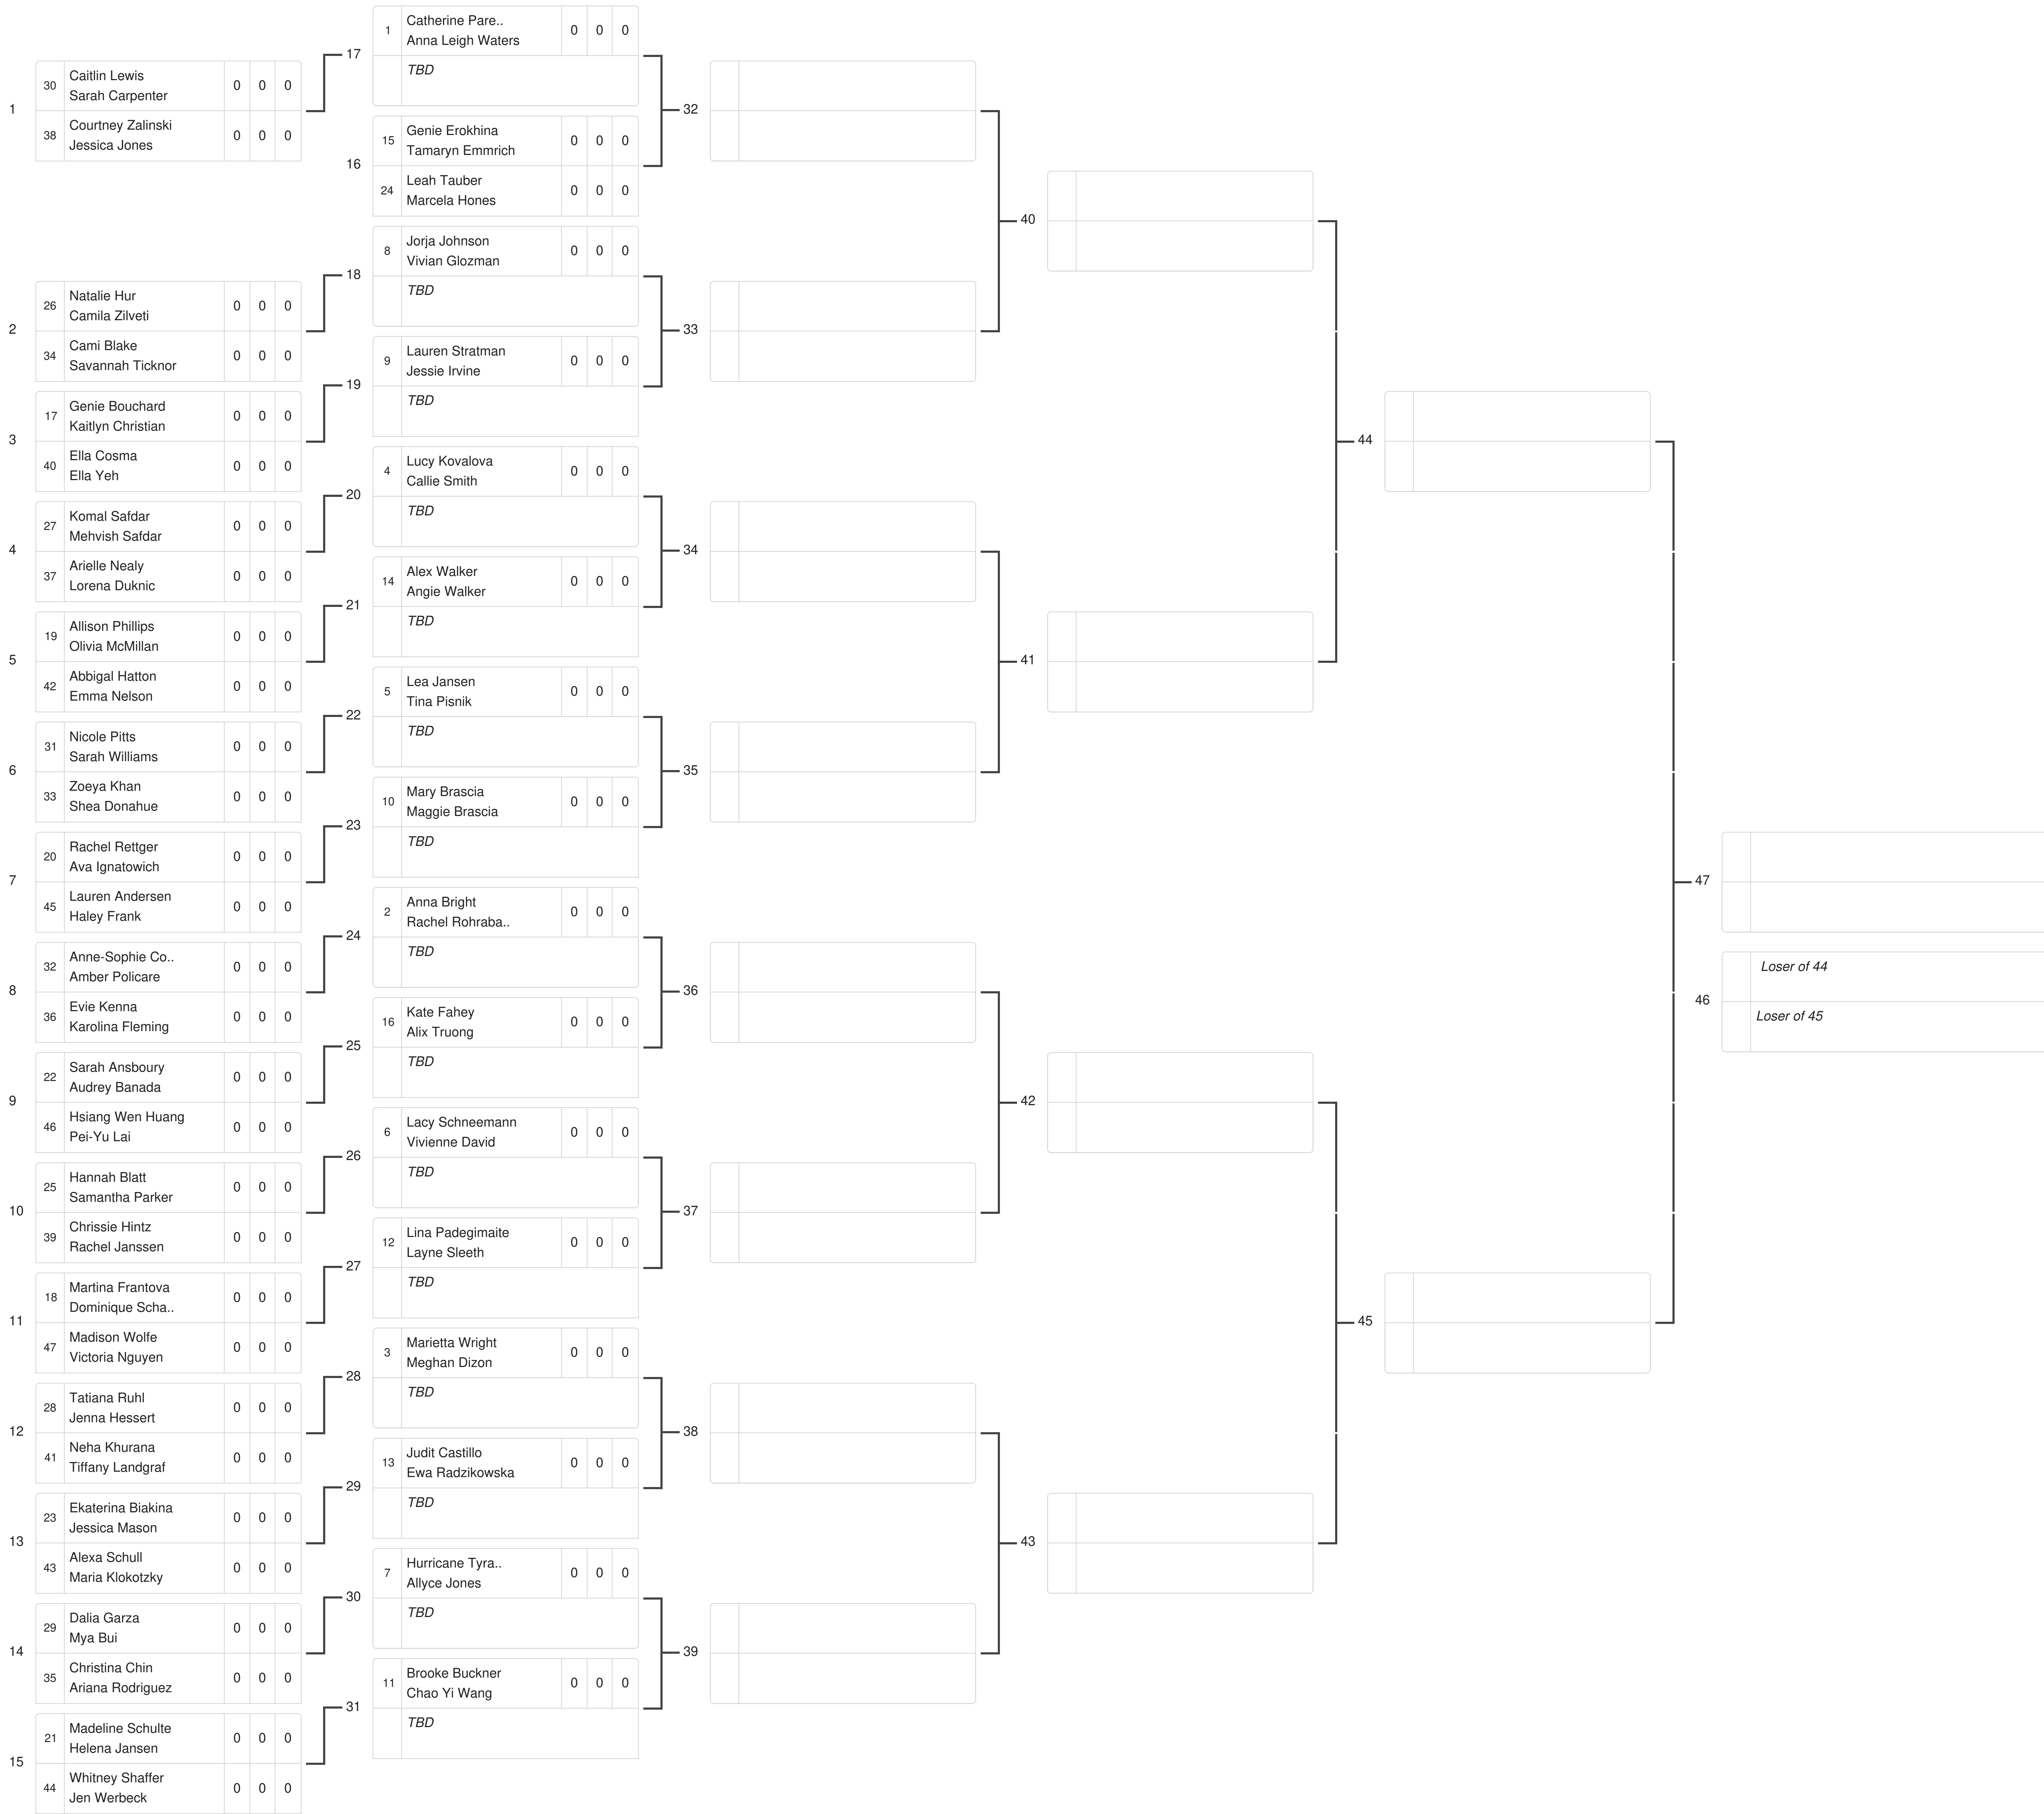 1
30
Caitlin Lewis
Sarah Carpenter
0 0 0
38
Courtney Zalinski
Jessica Jones
0 0 0
2
26
Natalie Hur
Camila Zilveti
0 0 0
34
Cami Blake
Savannah Ticknor
0 0 0
3
17
Genie Bouchard
Kaitlyn Christian
0 0 0
40
Ella Cosma
Ella Yeh
0 0 0
4
27
Komal Safdar
Mehvish Safdar
0 0 0
37
Arielle Nealy
Lorena Duknic
0 0 0
5
19
Allison Phillips
Olivia McMillan
0 0 0
42
Abbigal Hatton
Emma Nelson
0 0 0
6
31
Nicole Pitts
Sarah Williams
0 0 0
33
Zoeya Khan
Shea Donahue
0 0 0
7
20
Rachel Rettger
Ava Ignatowich
0 0 0
45
Lauren Andersen
Haley Frank
0 0 0
8
32
Anne-Sophie Co..
Amber Policare
0 0 0
36
Evie Kenna
Karolina Fleming
0 0 0
9
22
Sarah Ansboury
Audrey Banada
0 0 0
46
Hsiang Wen Huang
Pei-Yu Lai
0 0 0
10
25
Hannah Blatt
Samantha Parker
0 0 0
39
Chrissie Hintz
Rachel Janssen
0 0 0
11
18
Martina Frantova
Dominique Scha..
0 0 0
47
Madison Wolfe
Victoria Nguyen
0 0 0
12
28
Tatiana Ruhl
Jenna Hessert
0 0 0
41
Neha Khurana
Tiffany Landgraf
0 0 0
13
23
Ekaterina Biakina
Jessica Mason
0 0 0
43
Alexa Schull
Maria Klokotzky
0 0 0
14
29
Dalia Garza
Mya Bui
0 0 0
35
Christina Chin
Ariana Rodriguez
0 0 0
15
21
Madeline Schulte
Helena Jansen
0 0 0
44
Whitney Shaffer
Jen Werbeck
0 0 0
17
1
Catherine Pare..
Anna Leigh Waters
0 0 0
TBD
16
15
Genie Erokhina
Tamaryn Emmrich
0 0 0
24
Leah Tauber
Marcela Hones
0 0 0
18
8
Jorja Johnson
Vivian Glozman
0 0 0
TBD
19
9
Lauren Stratman
Jessie Irvine
0 0 0
TBD
20
4
Lucy Kovalova
Callie Smith
0 0 0
TBD
21
14
Alex Walker
Angie Walker
0 0 0
TBD
22
5
Lea Jansen
Tina Pisnik
0 0 0
TBD
23
10
Mary Brascia
Maggie Brascia
0 0 0
TBD
24
2
Anna Bright
Rachel Rohraba..
0 0 0
TBD
25
16
Kate Fahey
Alix Truong
0 0 0
TBD
26
6
Lacy Schneemann
Vivienne David
0 0 0
TBD
27
12
Lina Padegimaite
Layne Sleeth
0 0 0
TBD
28
3
Marietta Wright
Meghan Dizon
0 0 0
TBD
29
13
Judit Castillo
Ewa Radzikowska
0 0 0
TBD
30
7
Hurricane Tyra..
Allyce Jones
0 0 0
TBD
31
11
Brooke Buckner
Chao Yi Wang
0 0 0
TBD
32
33
34
35
36
37
38
39
40
41
42
43
44
45
47
46
Loser of 44
Loser of 45